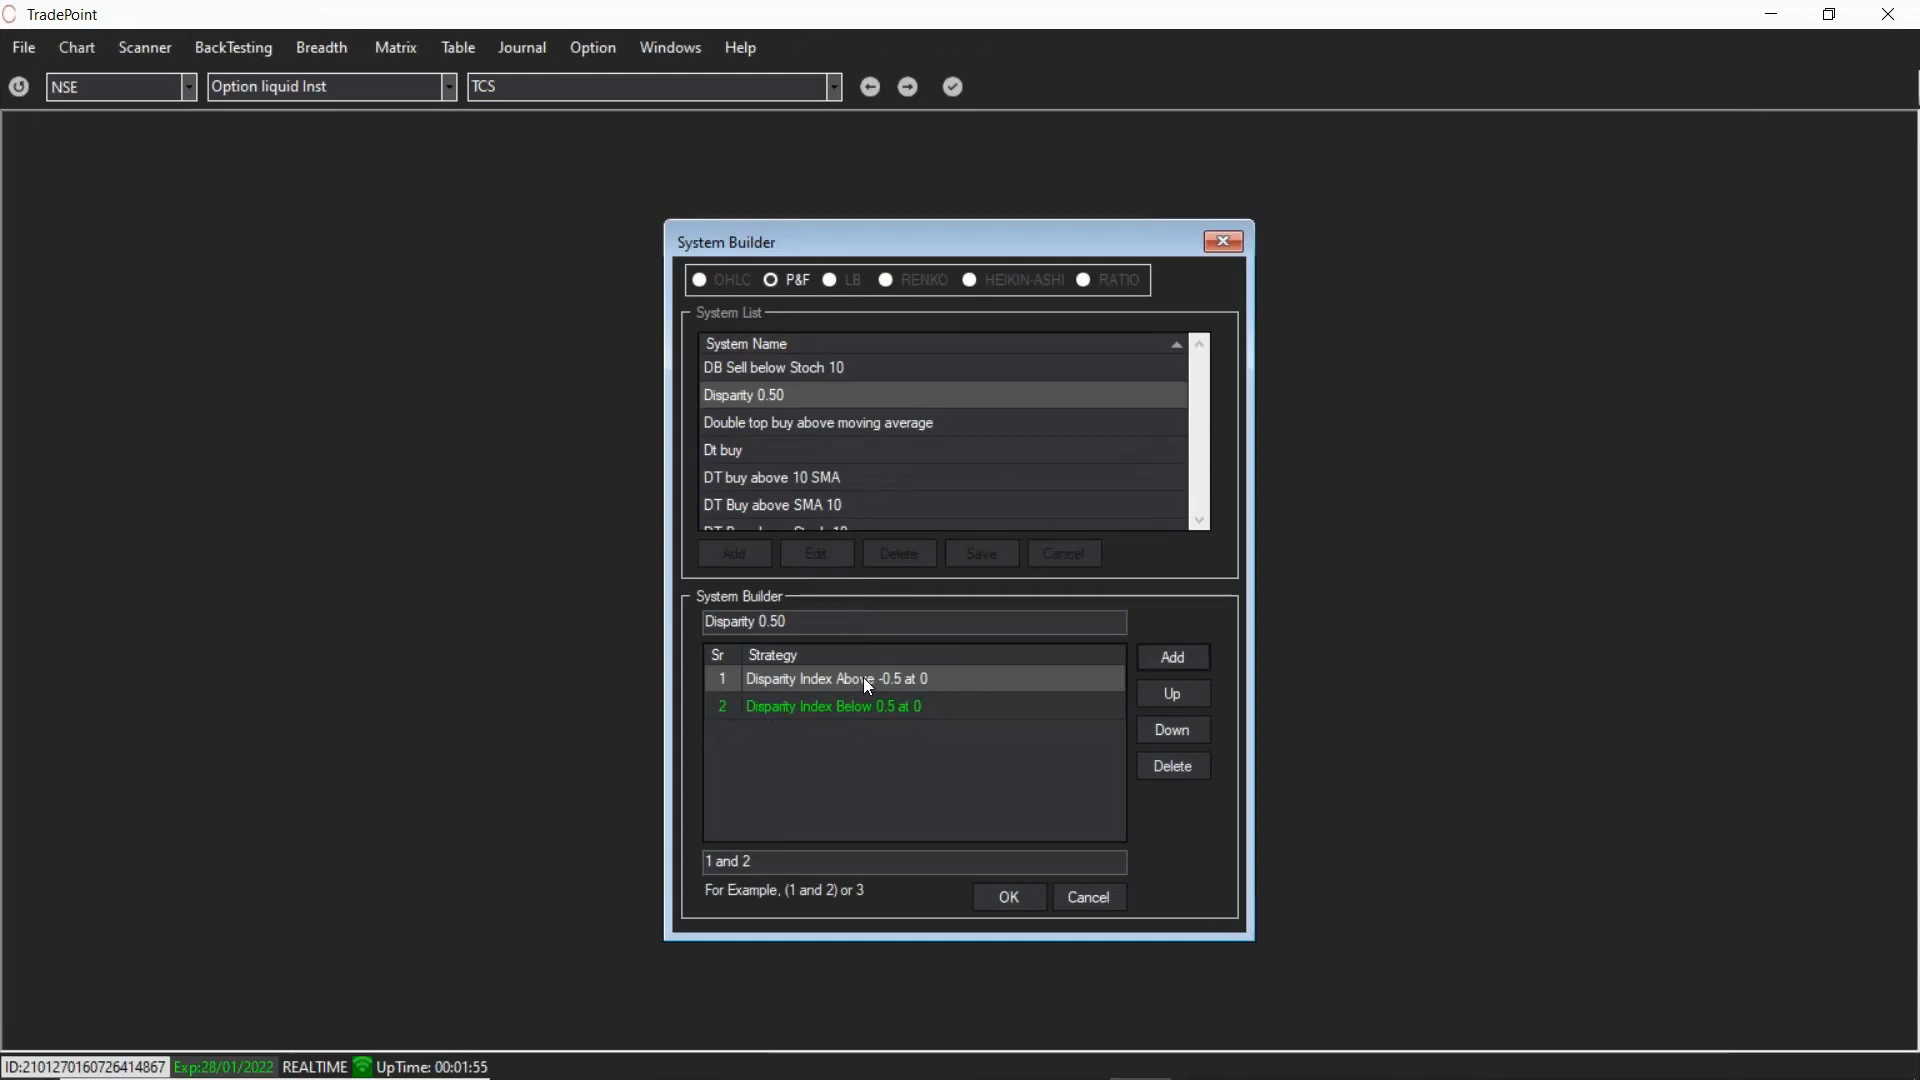 TradePoint
File Chart Scanner BackTesting Breadth Matrix Table Journal Option Windows Help
NSE Option liquid Inst TCS
System Builder
OHLC P&F LB RENKO HEIKIN-ASHI RATIO
System List
System Name
DB Sell below Stoch 10
Disparity 0.50
Double top buy above moving average
Dt buy
DT buy above 10 SMA
DT Buy above SMA 10
Add Edit Delete Save Cancel
System Builder
Disparity 0.50
Sr Strategy
Add
1 Disparity Index Above -0.5 at 0
Up
2 Disparity Index Below 0.5 at 0
Down
Delete
1 and 2
For Example, (1 and 2) or 3
OK Cancel
ID:2101270160726414867 Exp:28/01/2022 REALTIME UpTime: 00:01:55